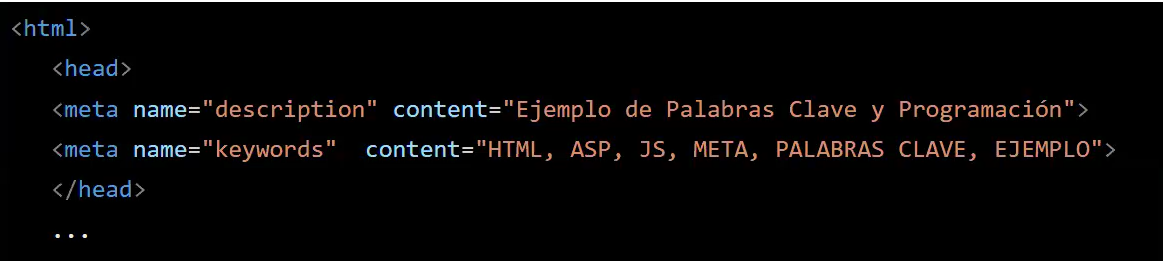 <html>
<head>
<meta name="description" content="Ejemplo de Palabras Clave y Programación">
<meta name="keywords"  content="HTML, ASP, JS, META, PALABRAS CLAVE, EJEMPLO">
</head>
...